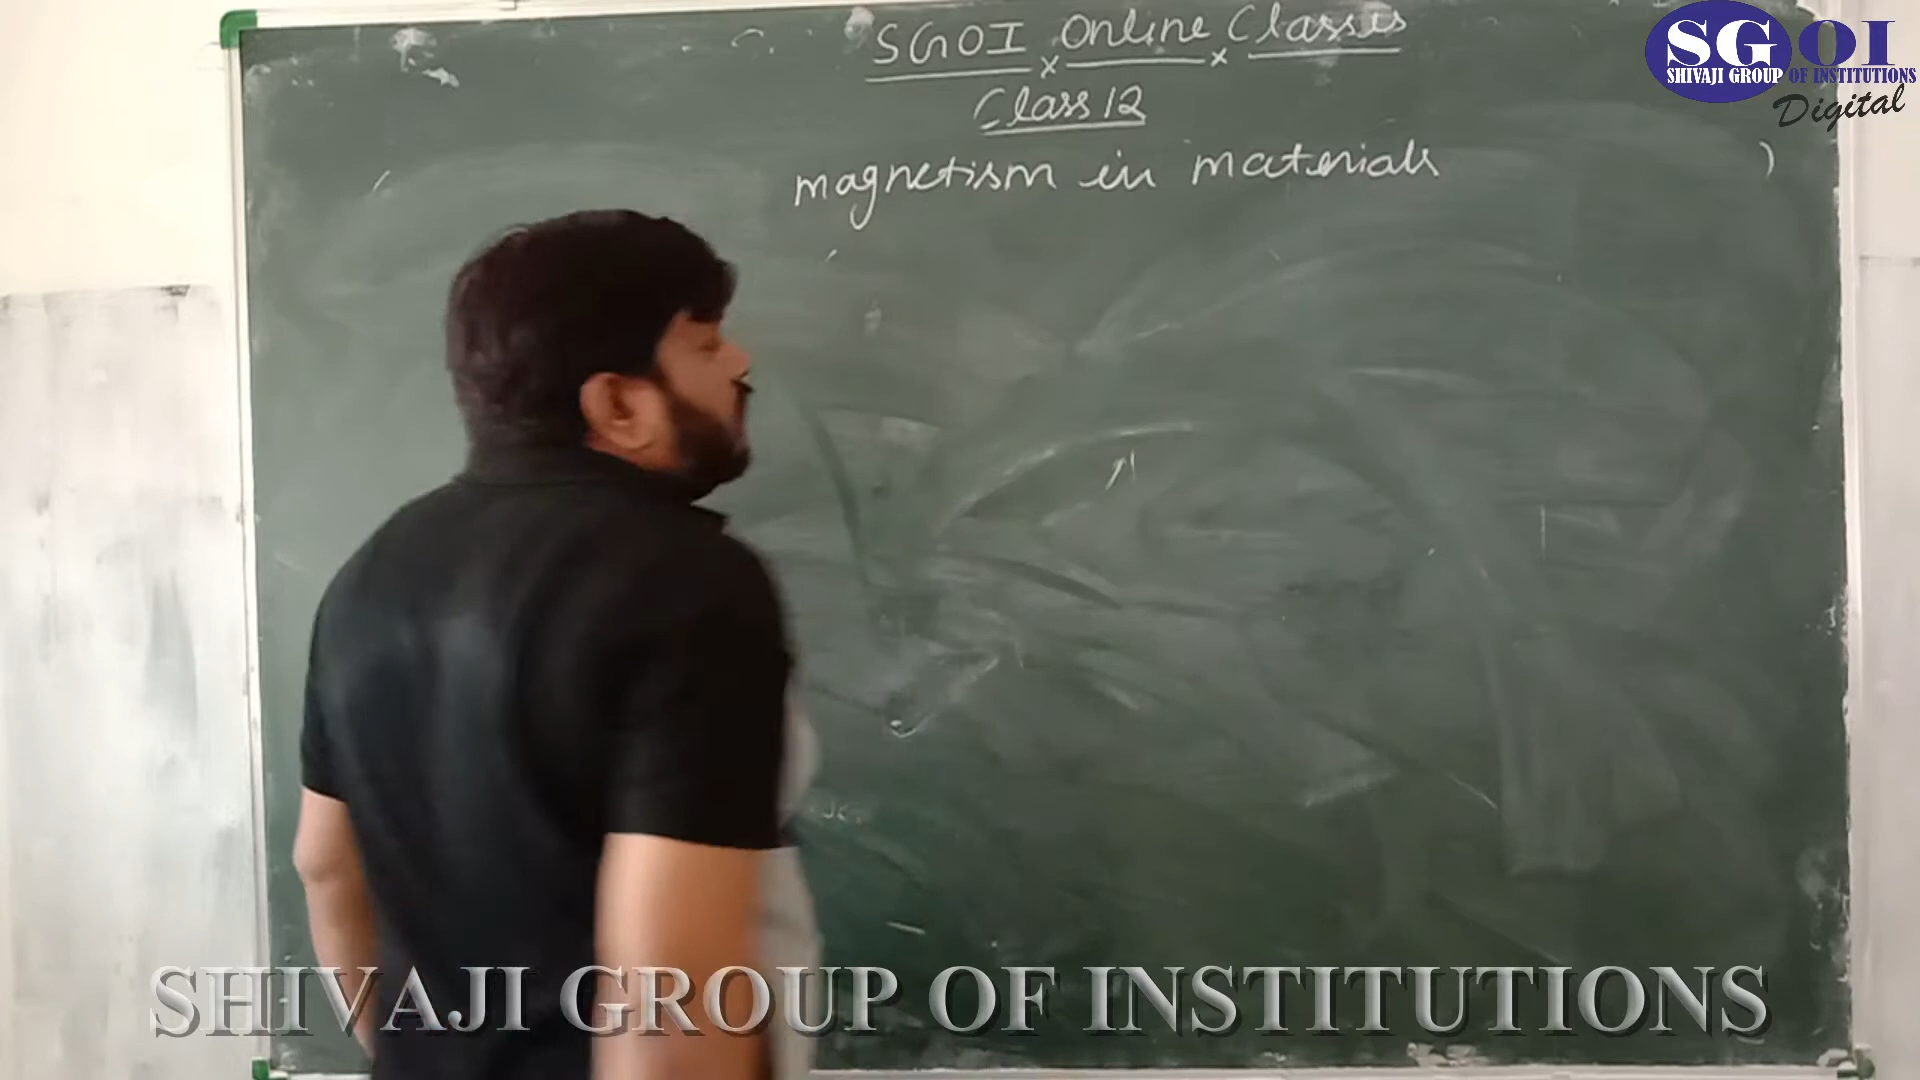 SGOI Online Classes
Class 12
magnetism in materials
SGOI
SHIVAJI GROUP OF INSTITUTIONS
Digital
SHIVAJI GROUP OF INSTITUTIONS